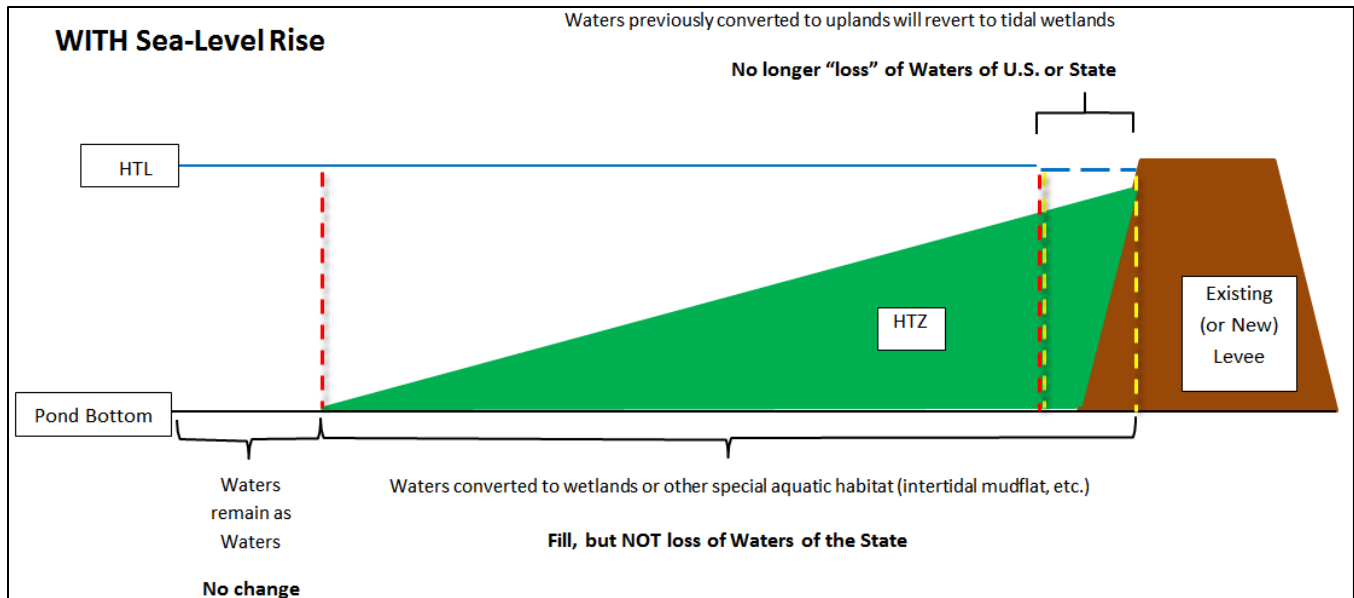 Waters previously converted to uplands will revert to tidal wetlands
WITH Sea-Level Rise
No longer “loss” of Waters of U.S. or State
HTL
HTZ
Existing
(or New)
Levee
Pond Bottom
Waters
remain as
Waters
No change
Waters converted to wetlands or other special aquatic habitat (intertidal mudflat, etc.)
Fill, but NOT loss of Waters of the State